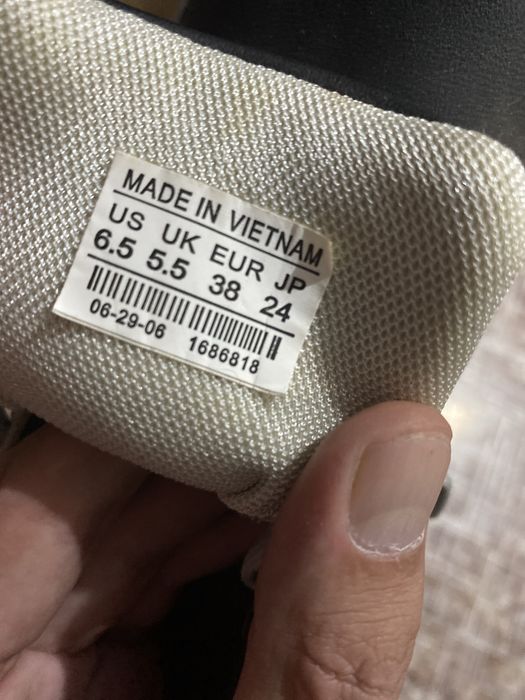 MADE IN VIETNAM
US UK EUR JP
6.5 5.5 38 24
06-29-06 1686818